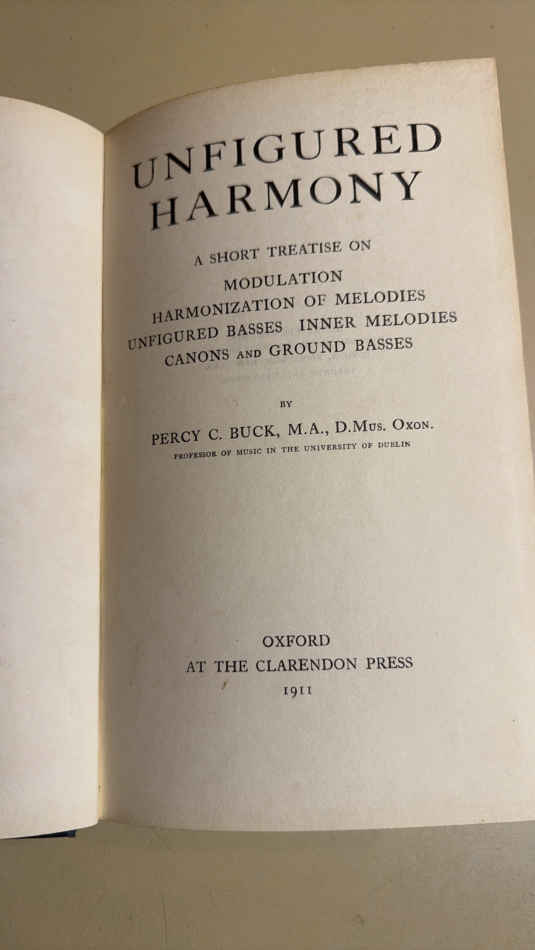 UNFIGURED
HARMONY
A SHORT TREATISE ON
MODULATION
HARMONIZATION OF MELODIES
UNFIGURED BASSES INNER MELODIES
CANONS AND GROUND BASSES
BY
PERCY C. BUCK, M.A., D.MUS. OXON.
PROFESSOR OF MUSIC IN THE UNIVERSITY OF DUBLIN
OXFORD
AT THE CLARENDON PRESS
1911